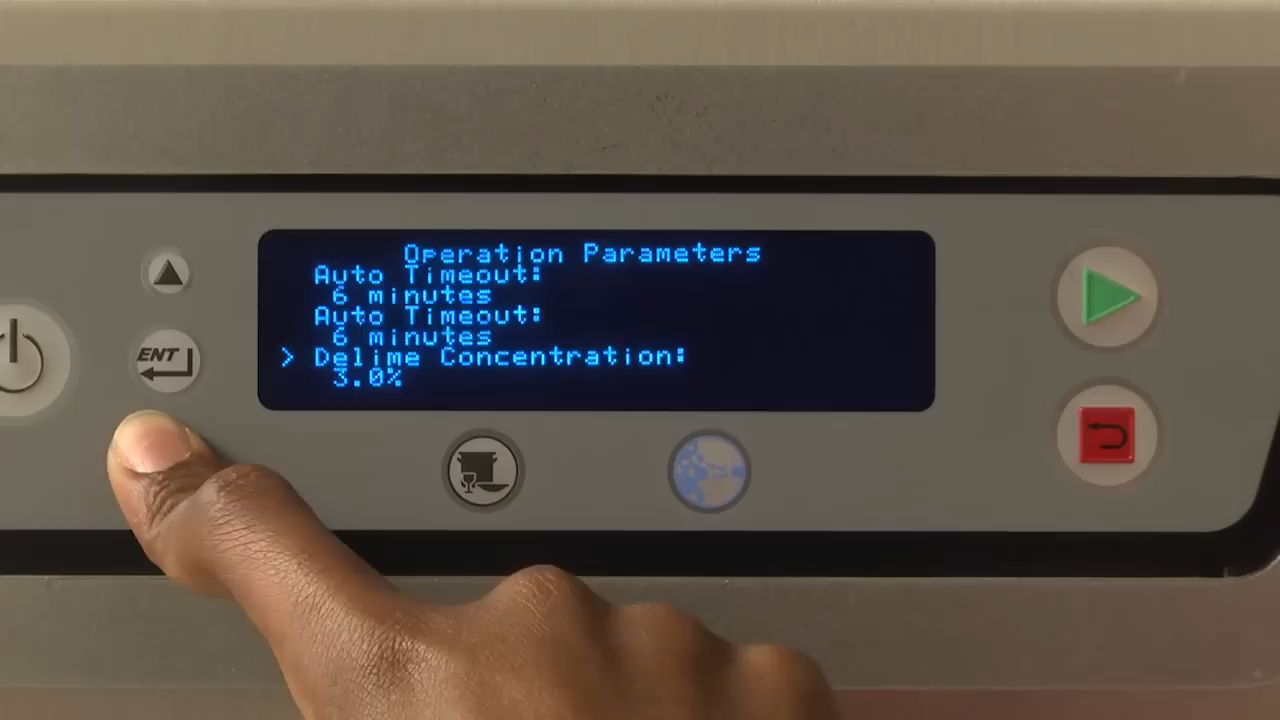 Operation Parameters
Auto Timeout:
6 minutes
Auto Timeout:
6 minutes
> Delime Concentration:
3.0%
ENT